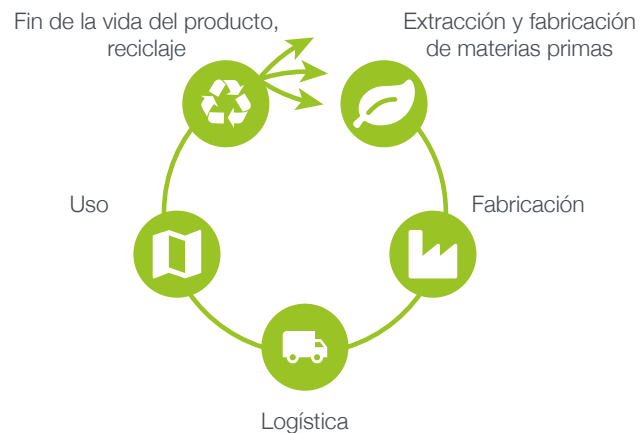 Fin de la vida del producto,
reciclaje
Extracción y fabricación
de materias primas
Uso
Fabricación
Logística